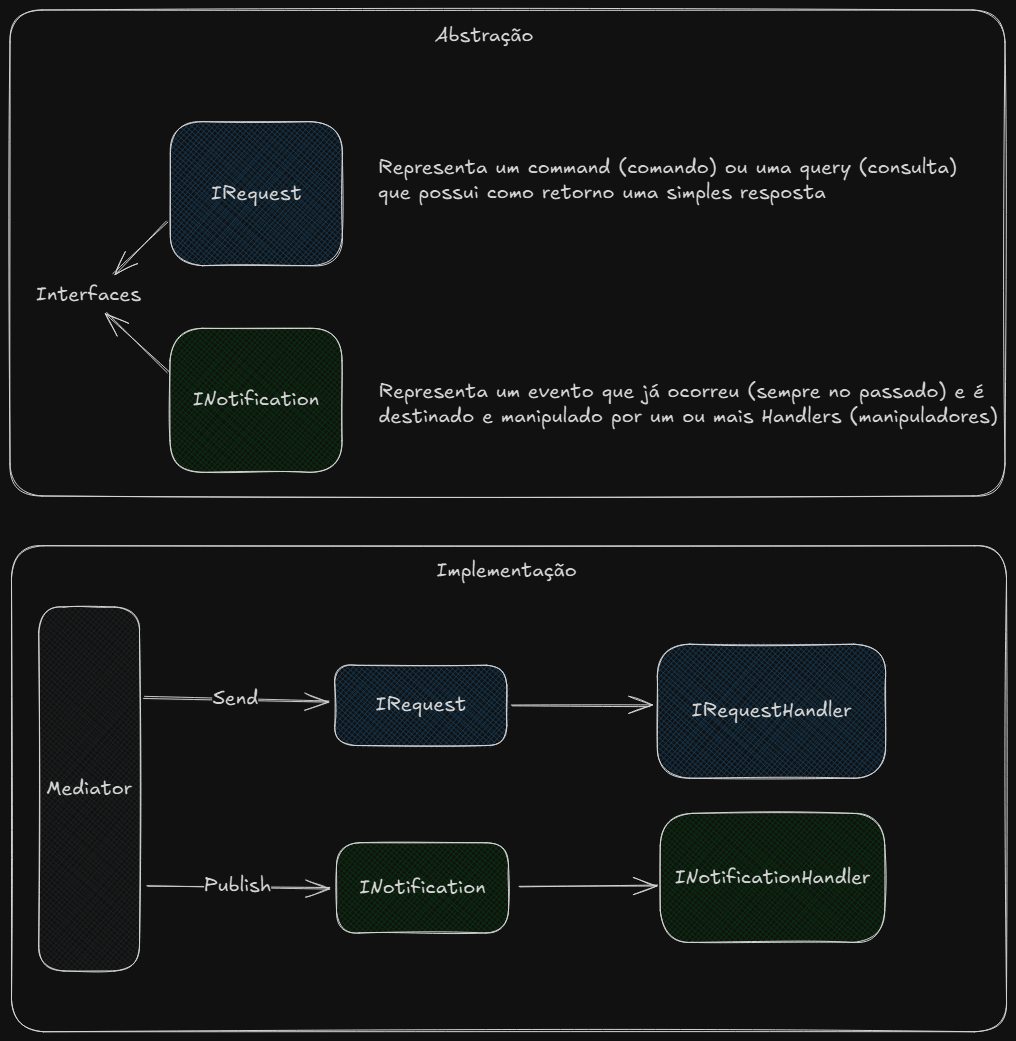 Abstração
IRequest
Representa um command (comando) ou uma query (consulta)
que possui como retorno uma simples resposta
Interfaces
INotification
Representa um evento que já ocorreu (sempre no passado) e é
destinado e manipulado por um ou mais Handlers (manipuladores)
Implementação
Mediator
Send
IRequest
IRequestHandler
Publish
INotification
INotificationHandler